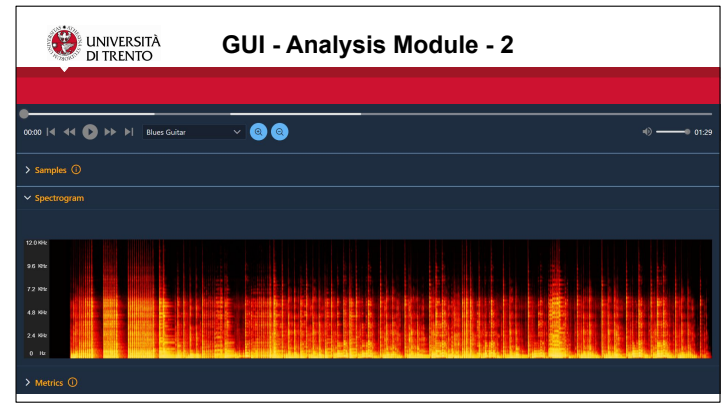 UNIVERSITÀ
DI TRENTO
GUI - Analysis Module - 2
00:00
Blues Guitar
01:29
Samples
Spectrogram
12.0 KHz
9.6 KHz
7.2 KHz
4.8 KHz
2.4 KHz
0 Hz
Metrics